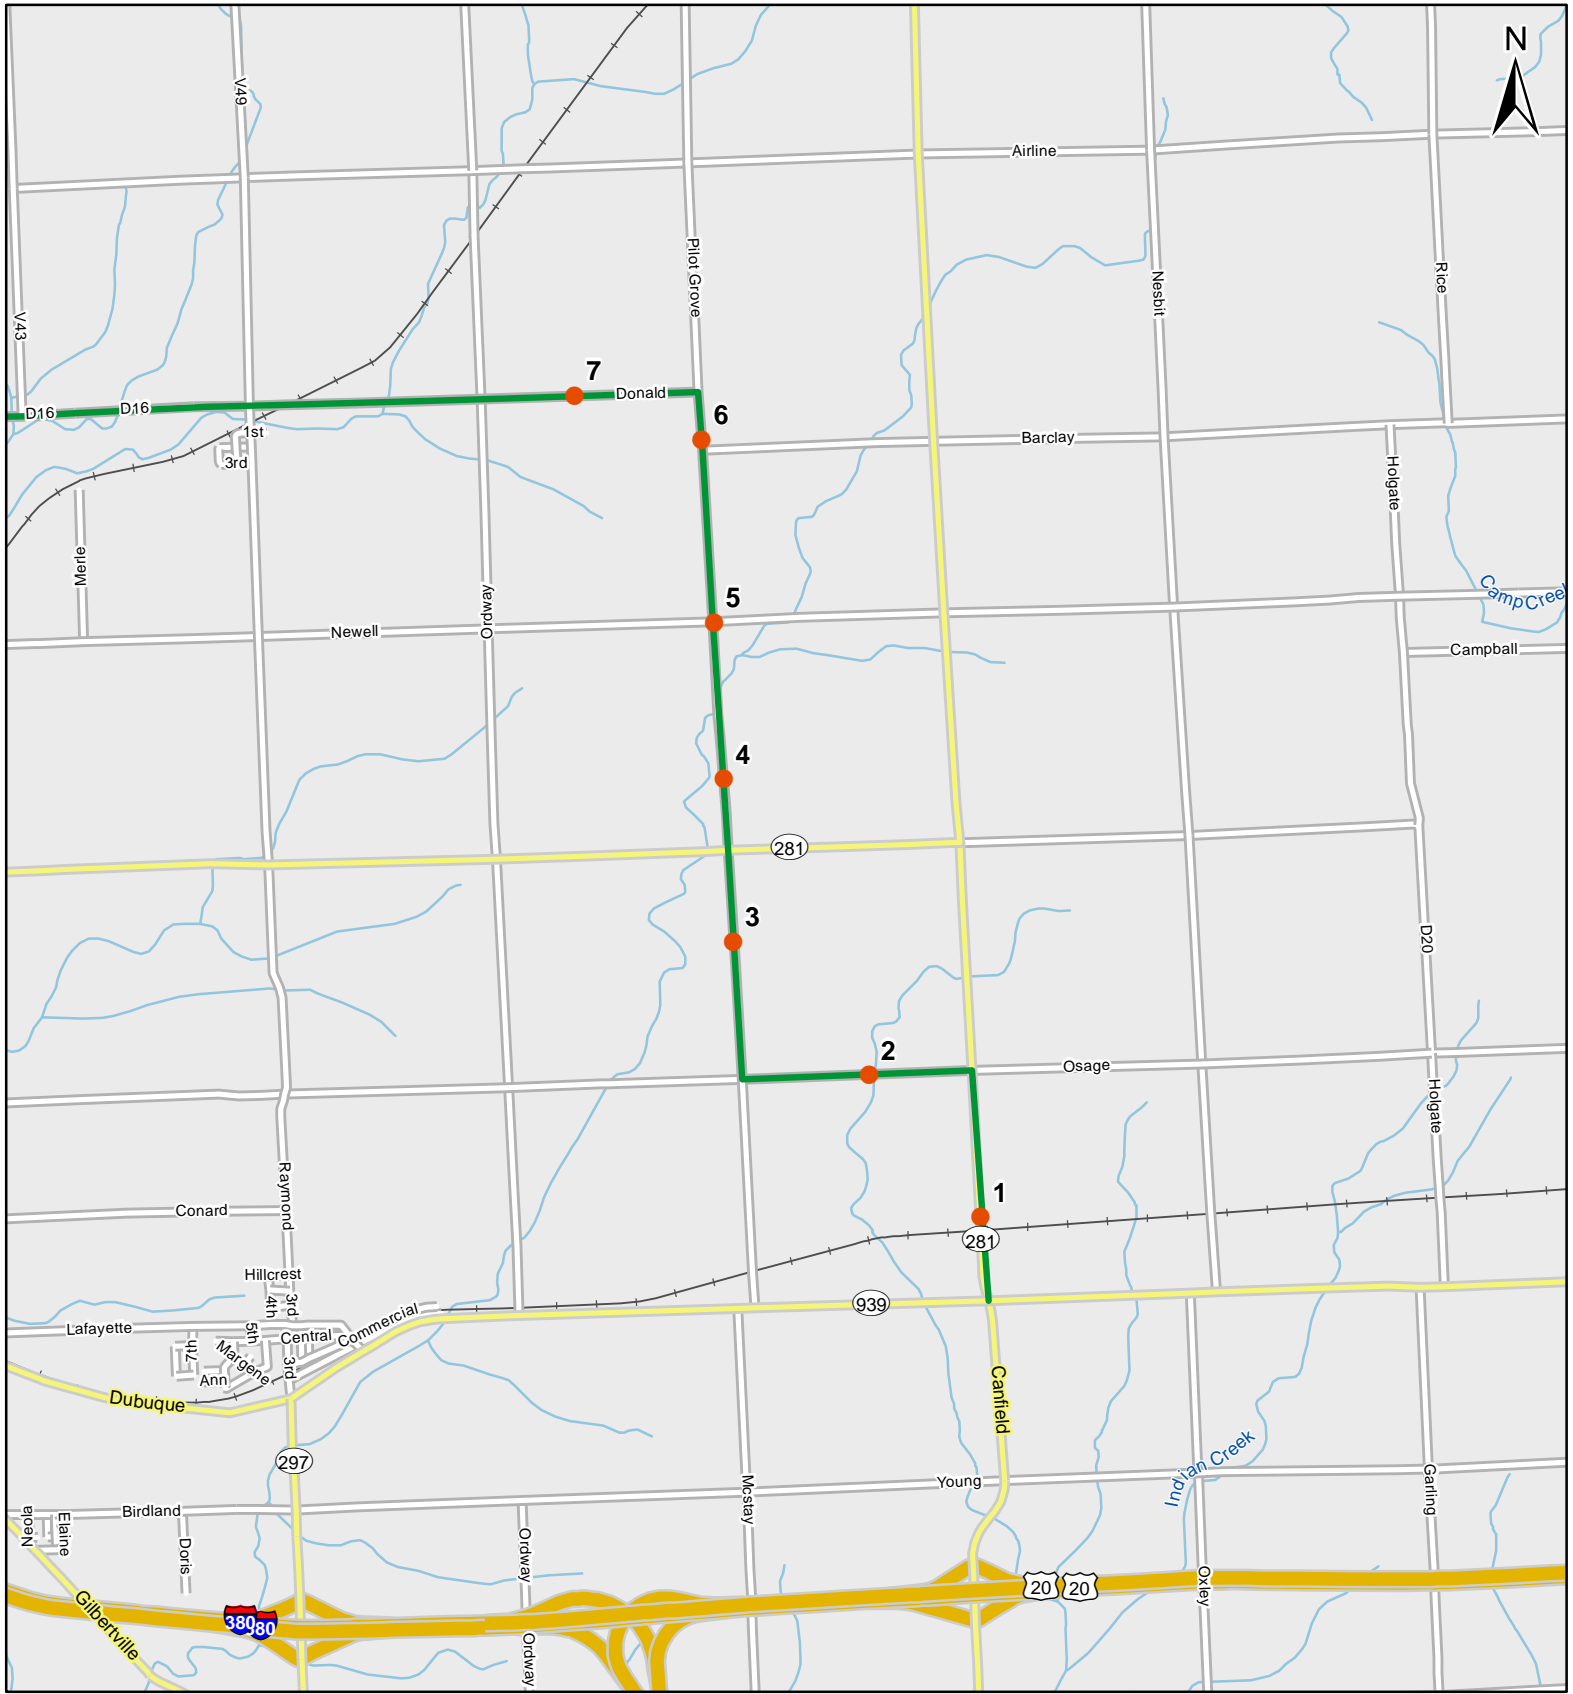 N
V49
Airline
Pilot Grove
Nesbit
Rice
V43
7
Donald
D16
D16
6
1st
3rd
Barclay
Holgate
Merle
Orpway
5
Newell
Camp Creek
Campball
4
281
3
D20
2
Osage
Holgate
Raymond
1
Conard
281
Hillcrest
3rd
4th
939
Lafayette
5th
Central
Commercial
7th
Margene
3rd
Ann
Dubuque
Canfield
297
Indian Creek
Mcstay
Young
Garling
Birdland
Neola
Elaine
Doris
Ordway
20
20
Oxley
Gilbertville
380
380
Ordway